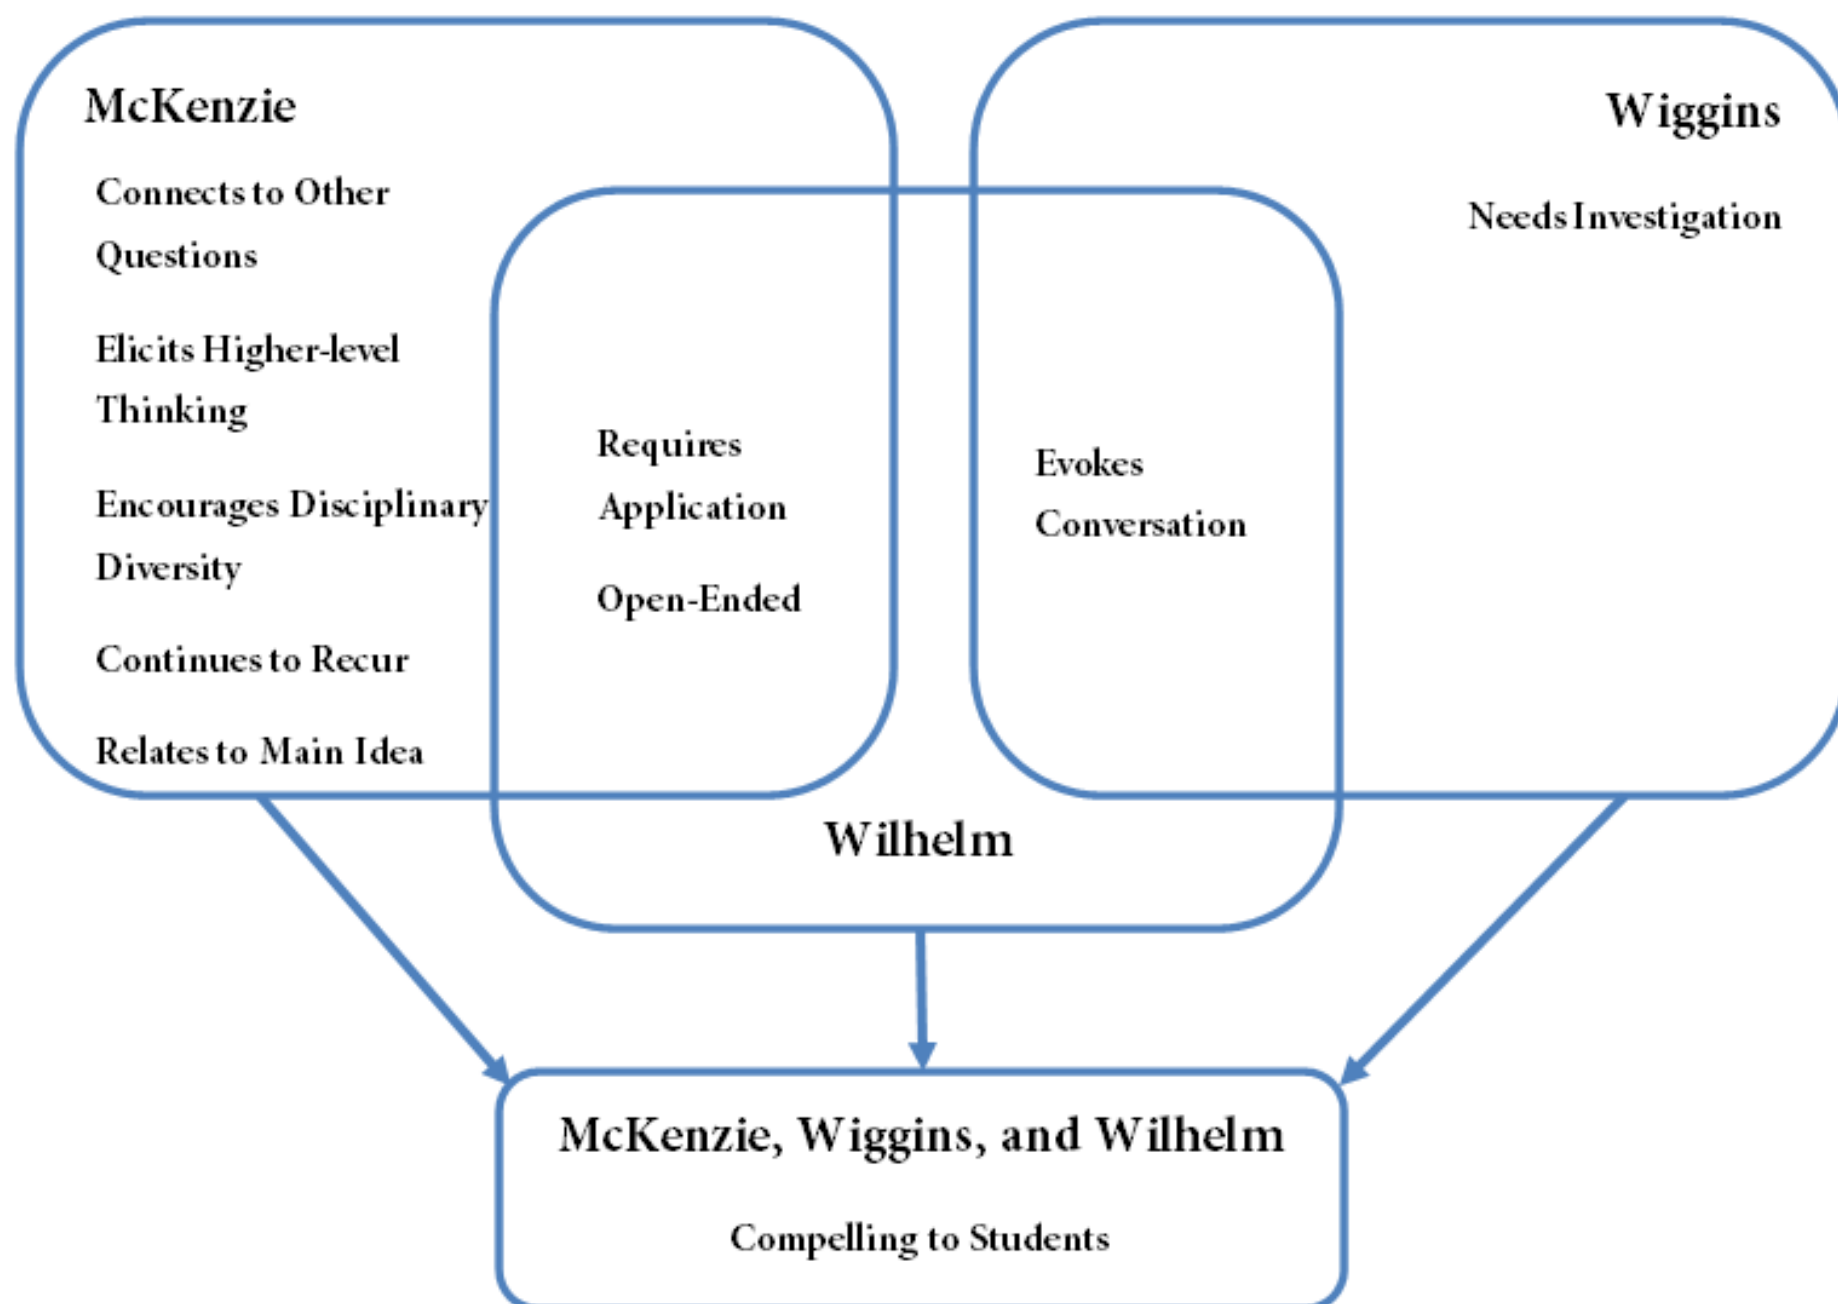 McKenzie
Connects to Other
Questions
Elicits Higher-level
Thinking
Encourages Disciplinary
Diversity
Continues to Recur
Relates to Main Idea
Requires
Application
Open-Ended
Evokes
Conversation
Wiggins
Needs Investigation
Wilhelm
McKenzie, Wiggins, and Wilhelm
Compelling to Students